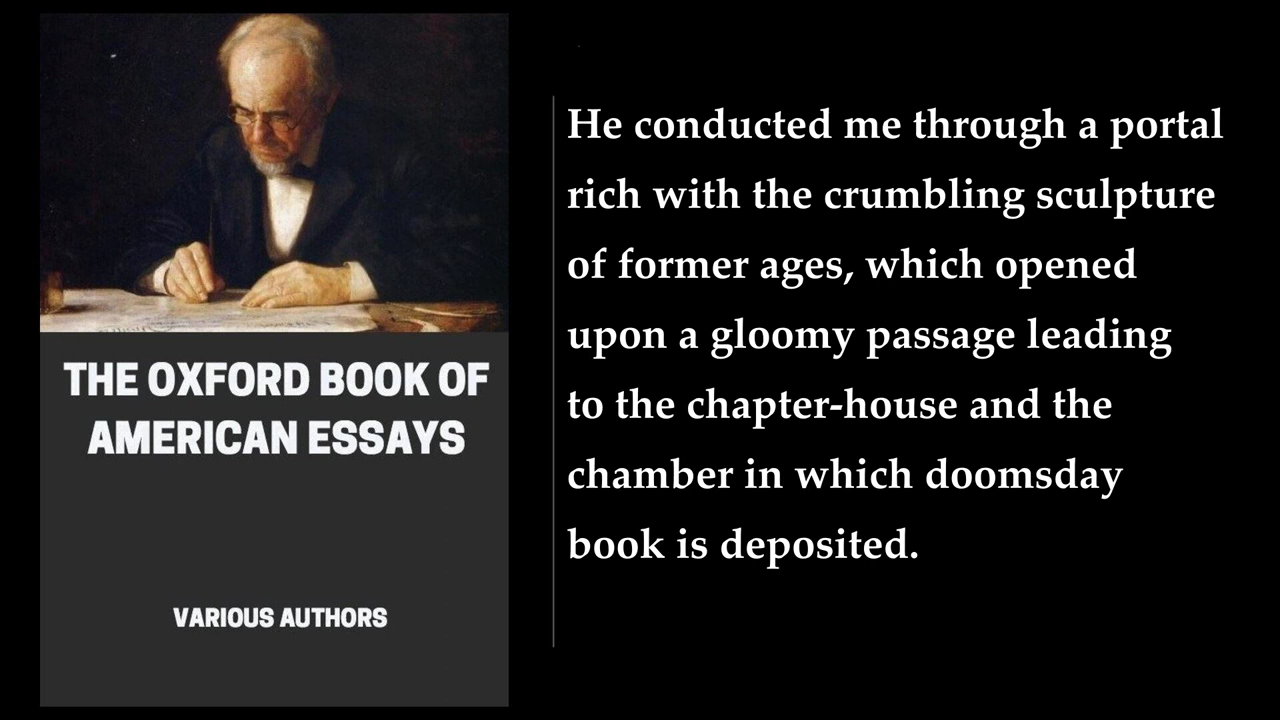 THE OXFORD BOOK OF
AMERICAN ESSAYS
VARIOUS AUTHORS
He conducted me through a portal
rich with the crumbling sculpture
of former ages, which opened
upon a gloomy passage leading
to the chapter-house and the
chamber in which doomsday
book is deposited.